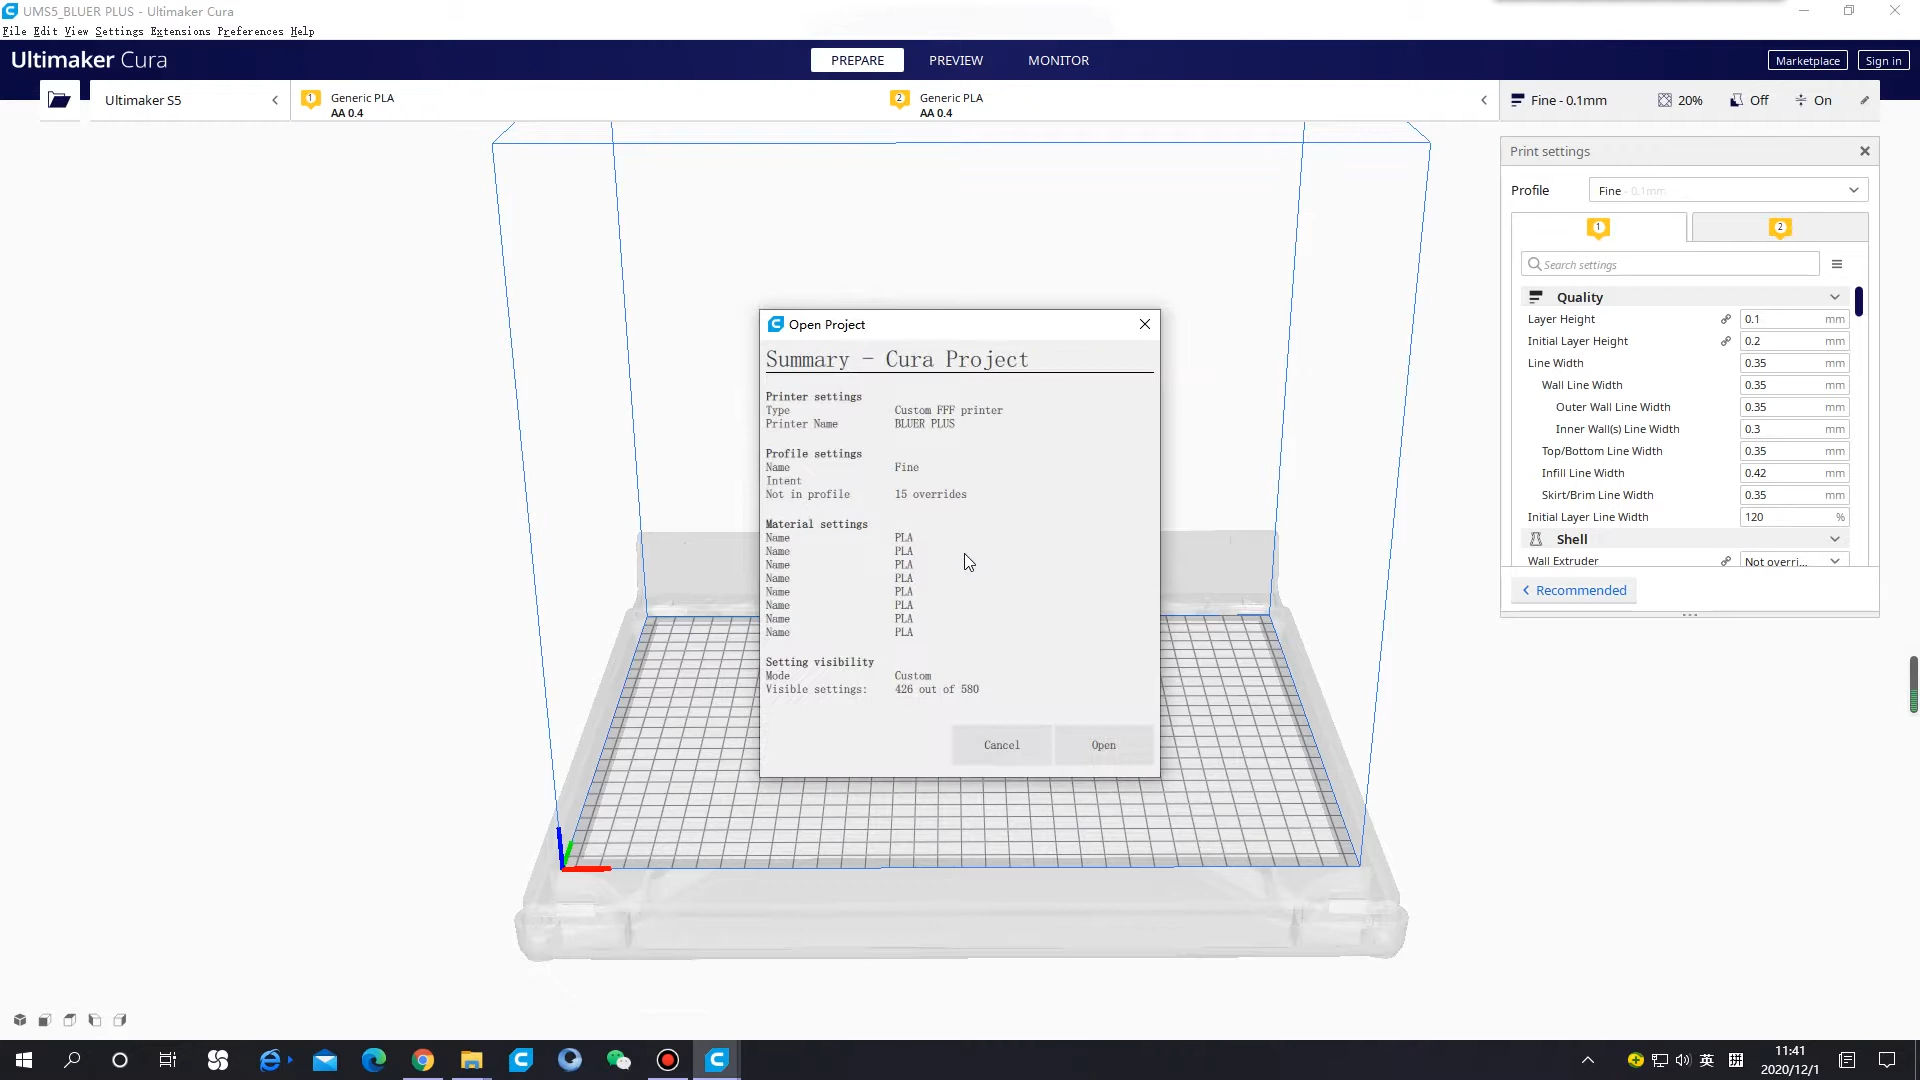 UMS5_BLUER PLUS - Ultimaker Cura
File Edit View Settings Extensions Preferences Help
Ultimaker Cura
PREPARE
PREVIEW
MONITOR
Marketplace
Sign in
Ultimaker S5
1
Generic PLA
AA 0.4
2
Generic PLA
AA 0.4
Fine - 0.1mm
20%
Off
On
Print settings
Profile
Fine - 0.1mm
1
2
Search settings
Quality
Layer Height 0.1 mm
Initial Layer Height 0.2 mm
Line Width 0.35 mm
Wall Line Width 0.35 mm
Outer Wall Line Width 0.35 mm
Inner Wall(s) Line Width 0.3 mm
Top/Bottom Line Width 0.35 mm
Infill Line Width 0.42 mm
Skirt/Brim Line Width 0.35 mm
Initial Layer Line Width 120 %
Shell
Wall Extruder Not overri...
Recommended
Open Project
Summary - Cura Project
Printer settings
Type Custom FFF printer
Printer Name BLUER PLUS
Profile settings
Name Fine
Intent
Not in profile 15 overrides
Material settings
Name PLA
Name PLA
Name PLA
Name PLA
Name PLA
Name PLA
Name PLA
Name PLA
Setting visibility
Mode Custom
Visible settings: 426 out of 580
Cancel
Open
英
11:41
2020/12/1